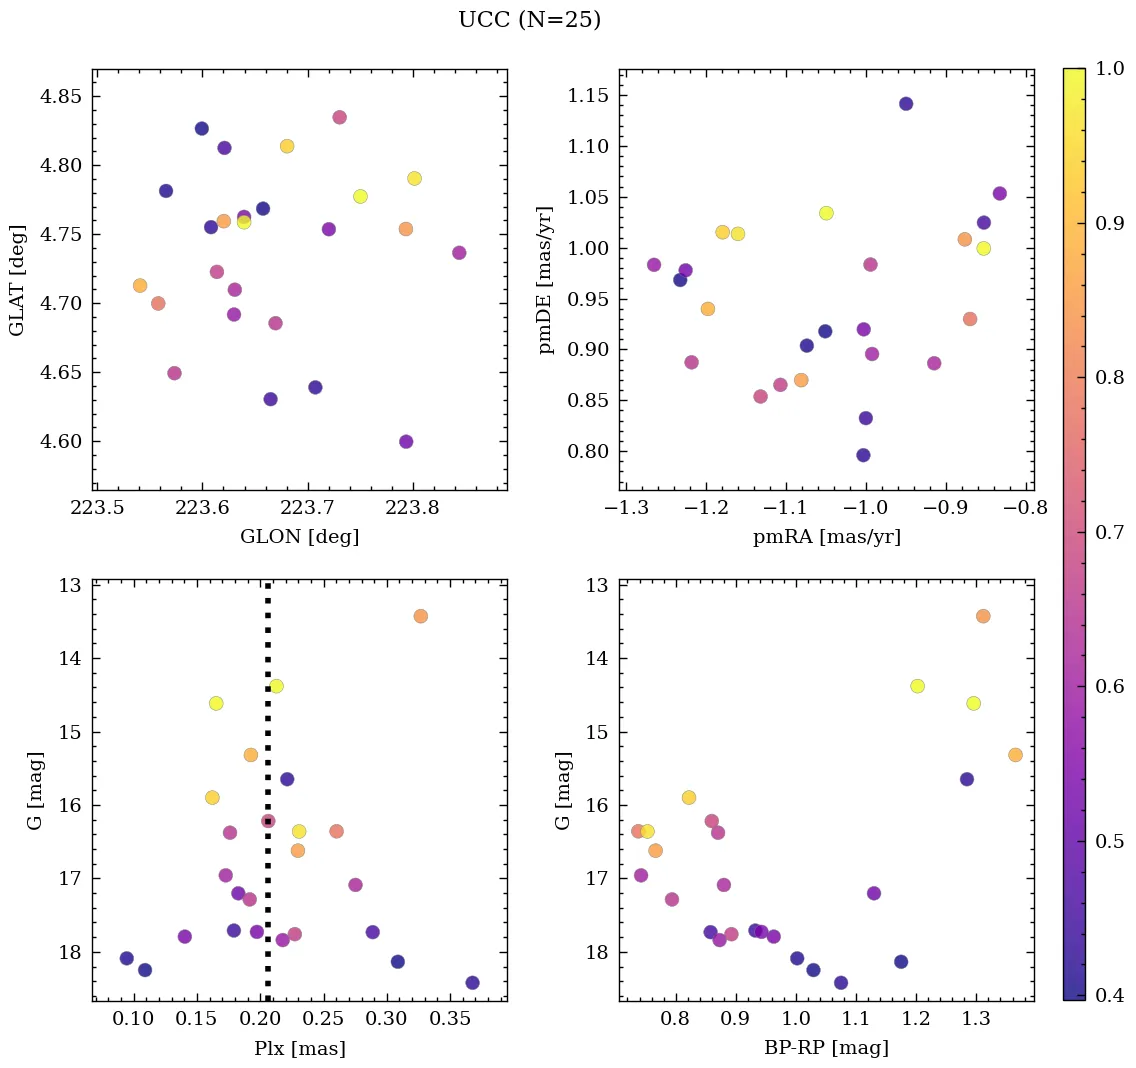 UCC (N=25)
4.85
4.80
4.75
4.70
4.65
4.60
GLAT [deg]
223.5 223.6 223.7 223.8
GLON [deg]
1.15
1.10
1.05
1.00
0.95
0.90
0.85
0.80
pmDE [mas/yr]
−1.3 −1.2 −1.1 −1.0 −0.9 −0.8
pmRA [mas/yr]
13
14
15
16
17
18
G [mag]
0.10 0.15 0.20 0.25 0.30 0.35
Plx [mas]
13
14
15
16
17
18
G [mag]
0.8 0.9 1.0 1.1 1.2 1.3
BP-RP [mag]
1.0
0.9
0.8
0.7
0.6
0.5
0.4